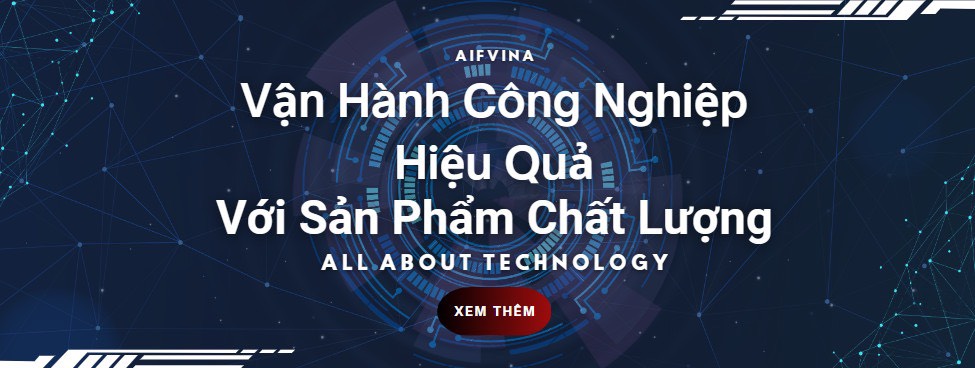 AIFVINA
Vận Hành Công Nghiệp
Hiệu Quả
Với Sản Phẩm Chất Lượng
ALL ABOUT TECHNOLOGY
XEM THÊM